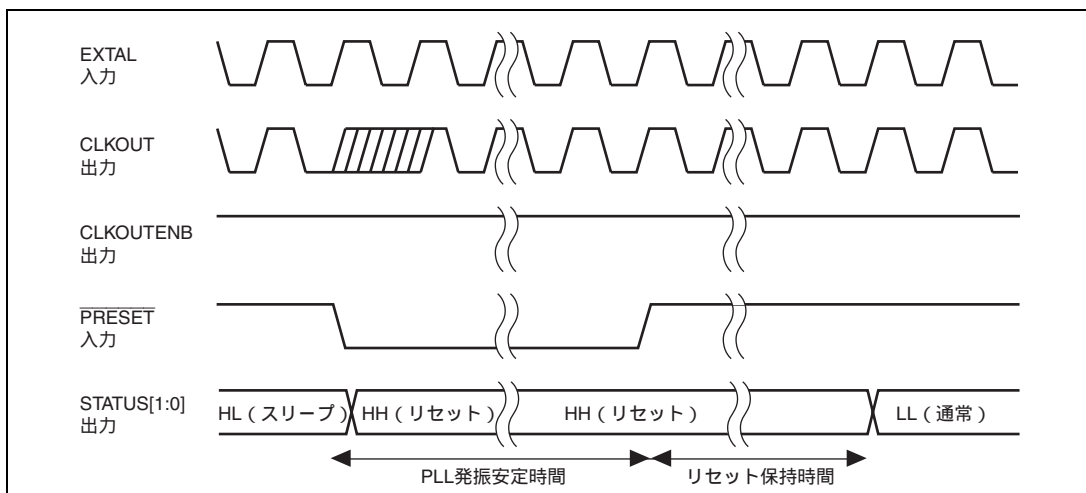 EXTAL
入力
CLKOUT
出力
CLKOUTENB
出力
PRESET
入力
STATUS[1:0]
出力
HL（スリープ） HH（リセット） HH（リセット） LL（通常）
PLL発振安定時間 リセット保持時間